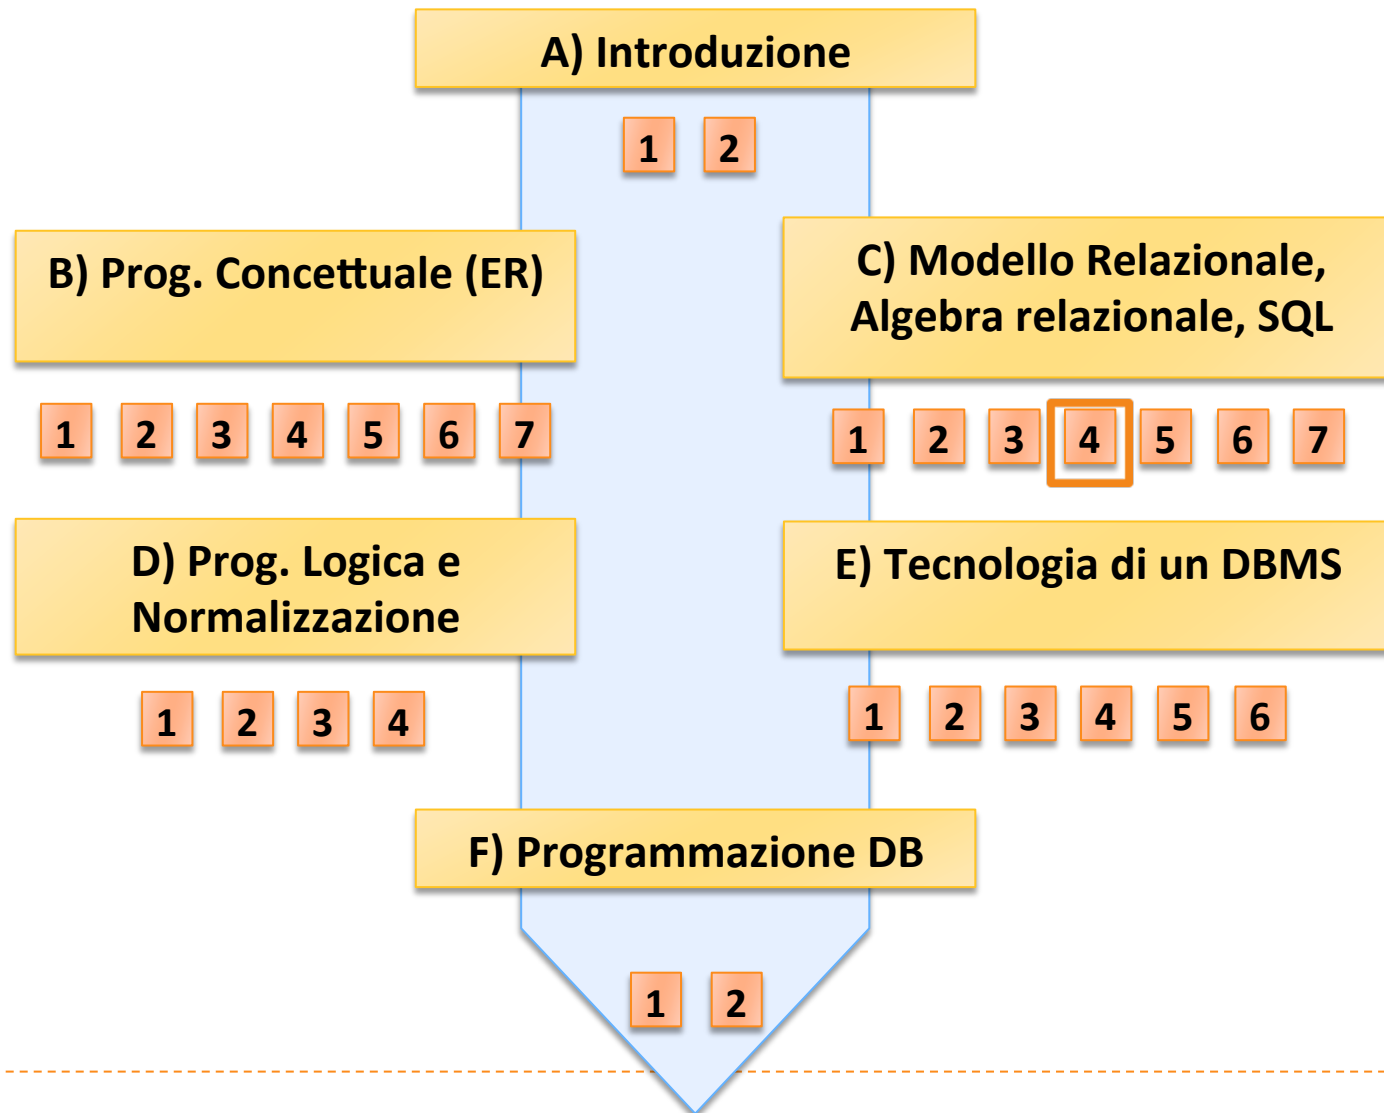 A) Introduzione
1 2
B) Prog. Concettuale (ER)
C) Modello Relazionale,
Algebra relazionale, SQL
1 2 3 4 5 6 7
1 2 3 4 5 6 7
D) Prog. Logica e
Normalizzazione
E) Tecnologia di un DBMS
1 2 3 4
1 2 3 4 5 6
F) Programmazione DB
1 2